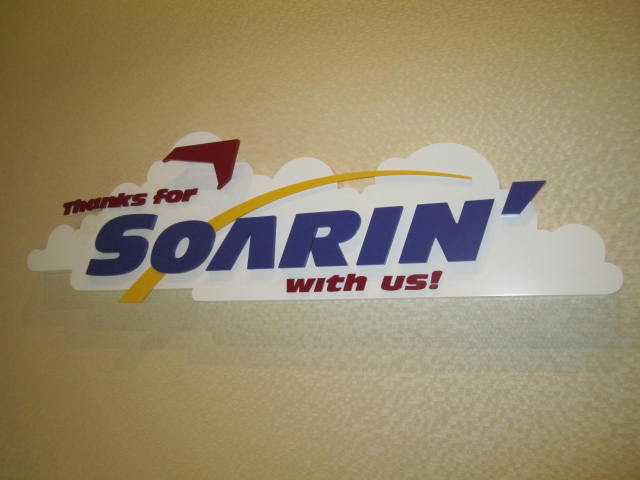 Thanks for
SOARIN'
with us!